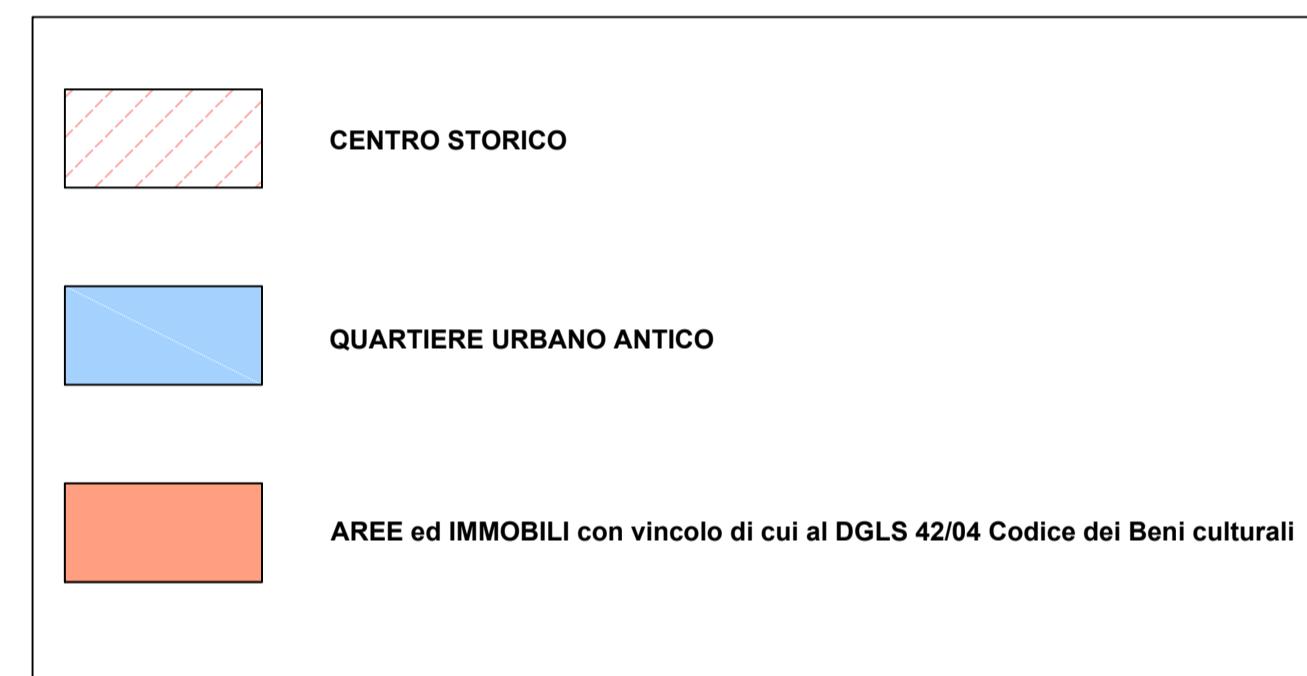 CENTRO STORICO
QUARTIERE URBANO ANTICO
AREE ed IMMOBILI con vincolo di cui al DGLS 42/04 Codice dei Beni culturali